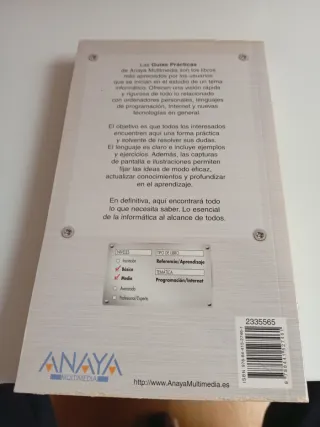 Las Guías Prácticas
de Anaya Multimedia son los libros
más apreciados por los usuarios
que se inician en el estudio de un tema
informático. Ofrecen una visión rápida
y rigurosa de todo lo relacionado
con ordenadores personales, lenguajes
de programación, Internet y nuevas
tecnologías en general.
El objetivo es que todos los interesados
encuentren aquí una forma práctica
y solvente de resolver sus dudas.
El lenguaje es claro e incluye ejemplos
y ejercicios. Además, las capturas
de pantalla e ilustraciones permiten
fijar las ideas de modo eficaz,
actualizar conocimientos y profundizar
en el aprendizaje.
En definitiva, aquí encontrará todo
lo que necesita saber. Lo esencial
de la informática al alcance de todos.
NIVELES
Iniciación
Básico
Medio
Avanzado
Profesional/Experto
TIPO DE LIBRO
Referencia/Aprendizaje
TEMÁTICA
Programación/Internet
2335565
ANAYA
MULTIMEDIA
http://www.AnayaMultimedia.es